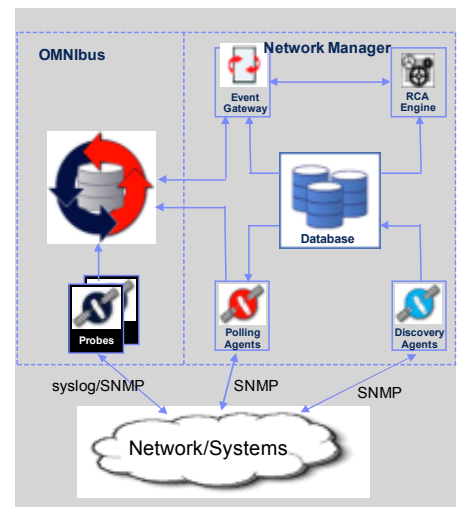 OMNIbus
Network Manager
Event
Gateway
RCA
Engine
Database
Probes
Polling
Agents
Discovery
Agents
syslog/SNMP
SNMP
SNMP
Network/Systems